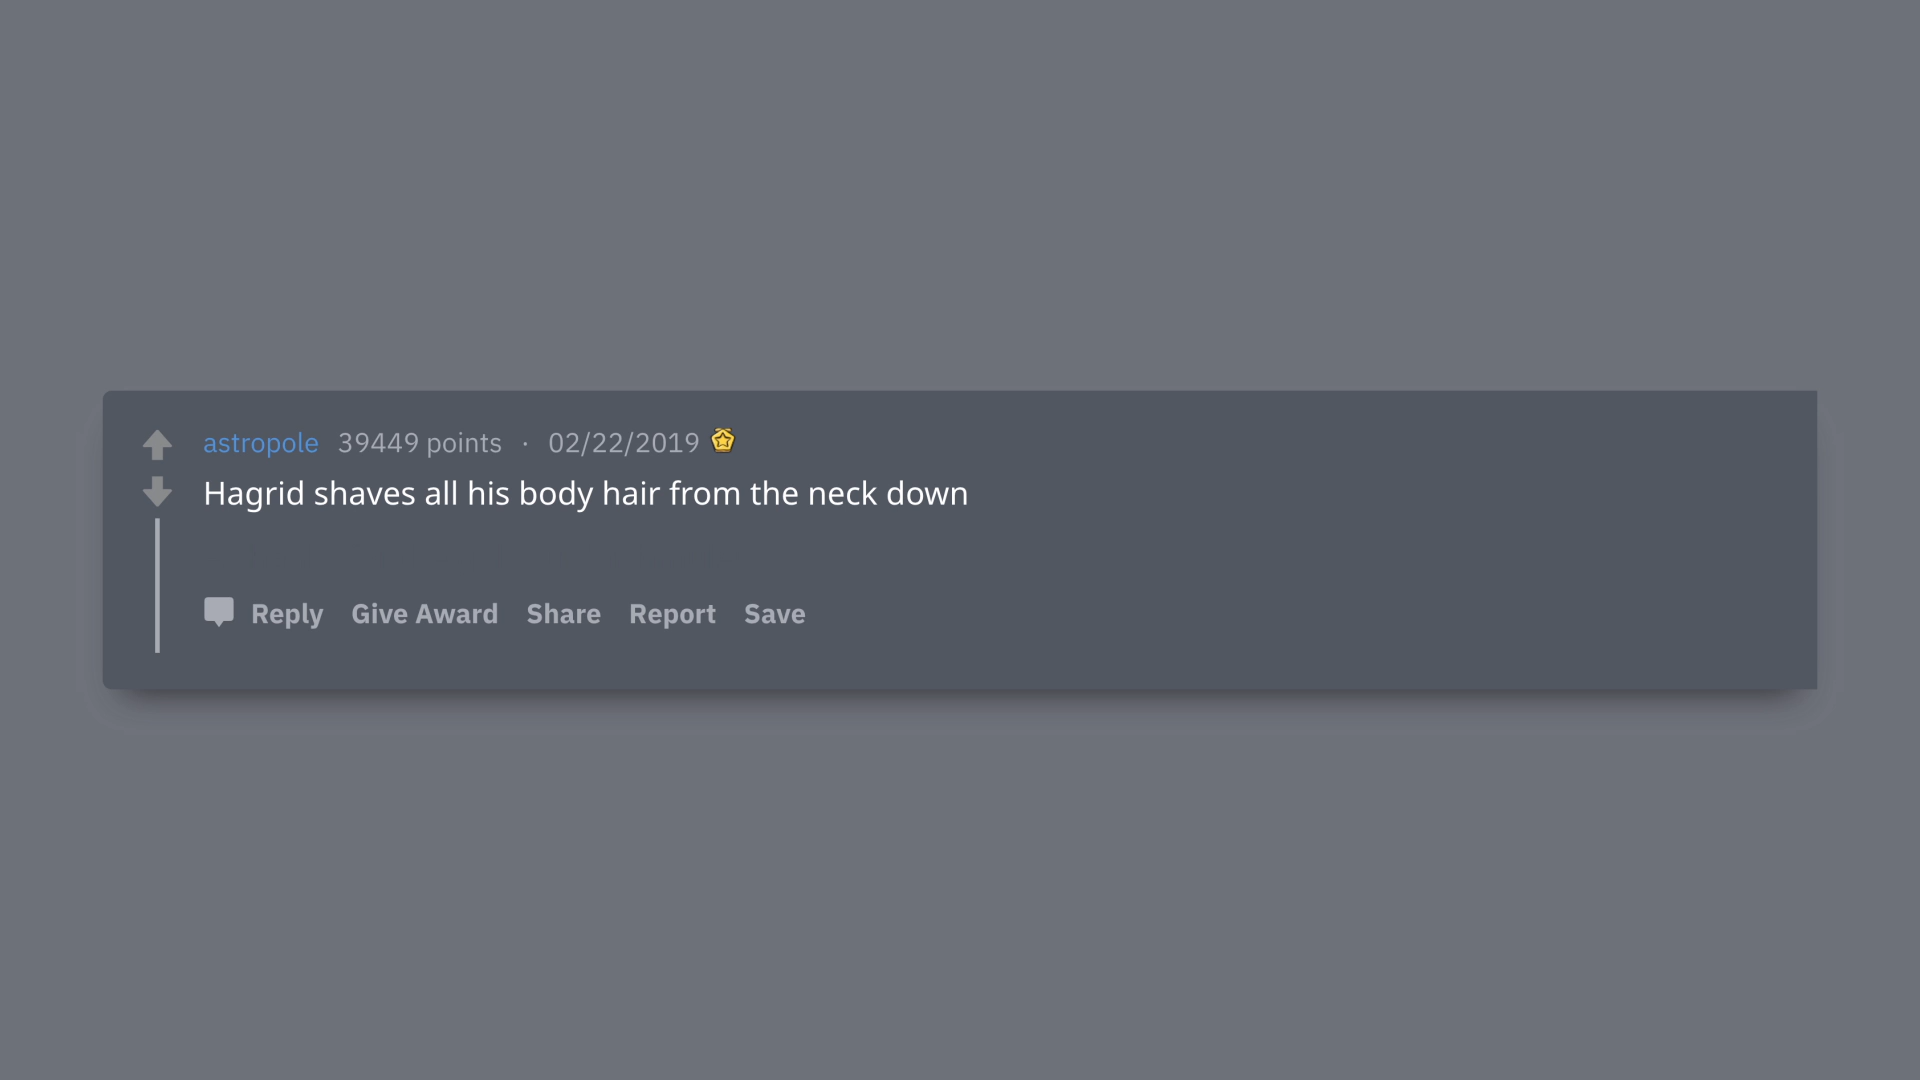 astropole 39449 points · 02/22/2019
Hagrid shaves all his body hair from the neck down
Reply Give Award Share Report Save